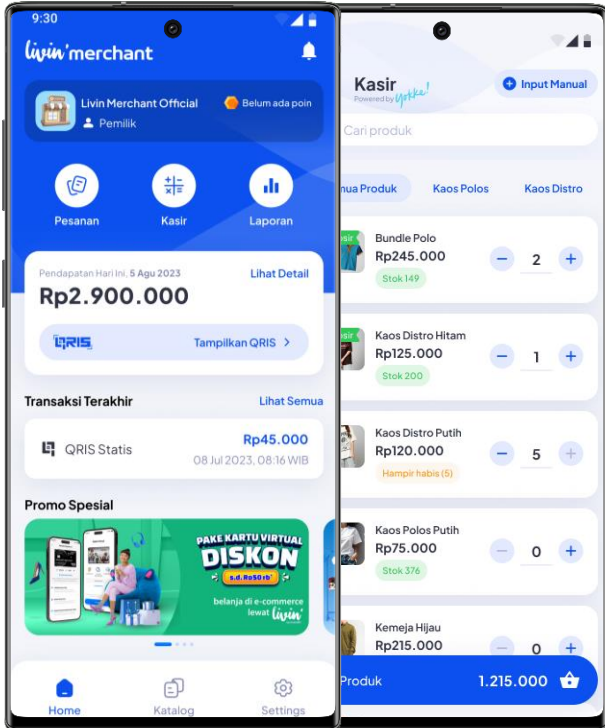 9:30
livin'merchant
Livin Merchant Official
Belum ada poin
Pemilik
Pesanan
Kasir
Laporan
Pendapatan Hari Ini, 5 Agu 2023
Lihat Detail
Rp2.900.000
QRIS
Tampilkan QRIS >
Transaksi Terakhir
Lihat Semua
QRIS Statis
Rp45.000
08 Jul 2023, 08:16 WIB
Promo Spesial
PAKE KARTU VIRTUAL
DISKON
s.d. Rp50rb*
belanja di e-commerce
lewat livin'
Home
Katalog
Settings
Kasir
Powered by yokke!
Input Manual
Cari produk
mua Produk
Kaos Polos
Kaos Distro
Bundle Polo
Rp245.000
Stok 149
2
Kaos Distro Hitam
Rp125.000
Stok 200
1
Kaos Distro Putih
Rp120.000
Hampir habis (5)
5
Kaos Polos Putih
Rp75.000
Stok 376
0
Kemeja Hijau
Rp215.000
0
Produk
1.215.000